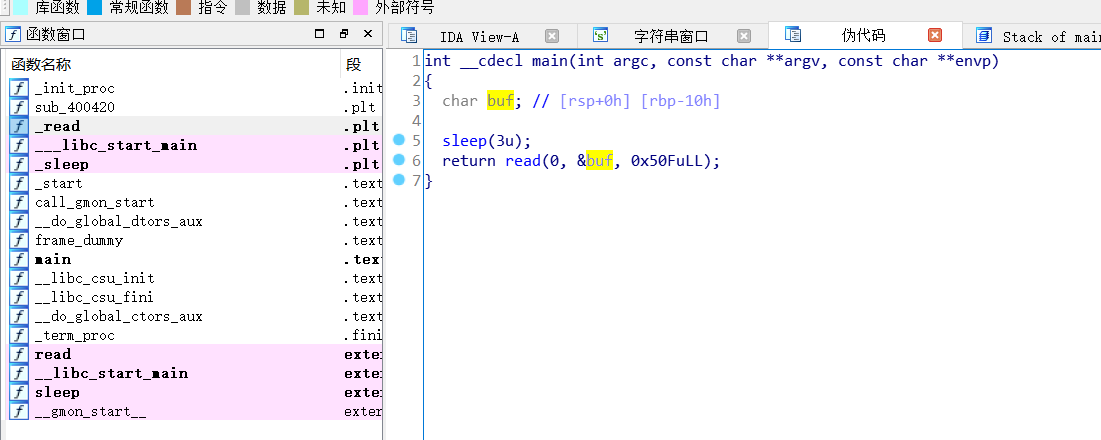 库函数 常规函数 指令 数据 未知 外部符号
函数窗口
函数名称 段
_init_proc .init
sub_400420 .plt
_read .plt
___libc_start_main .plt
_sleep .plt
_start .text
call_gmon_start .text
__do_global_dtors_aux .text
frame_dummy .text
main .text
__libc_csu_init .text
__libc_csu_fini .text
__do_global_ctors_aux .text
_term_proc .fini
read exter
__libc_start_main exter
sleep exter
__gmon_start__ exter
IDA View-A 字符串窗口 伪代码 Stack of main
1 int __cdecl main(int argc, const char **argv, const char **envp)
2 {
3 char buf; // [rsp+0h] [rbp-10h]
4
5 sleep(3u);
6 return read(0, &buf, 0x50FuLL);
7 }